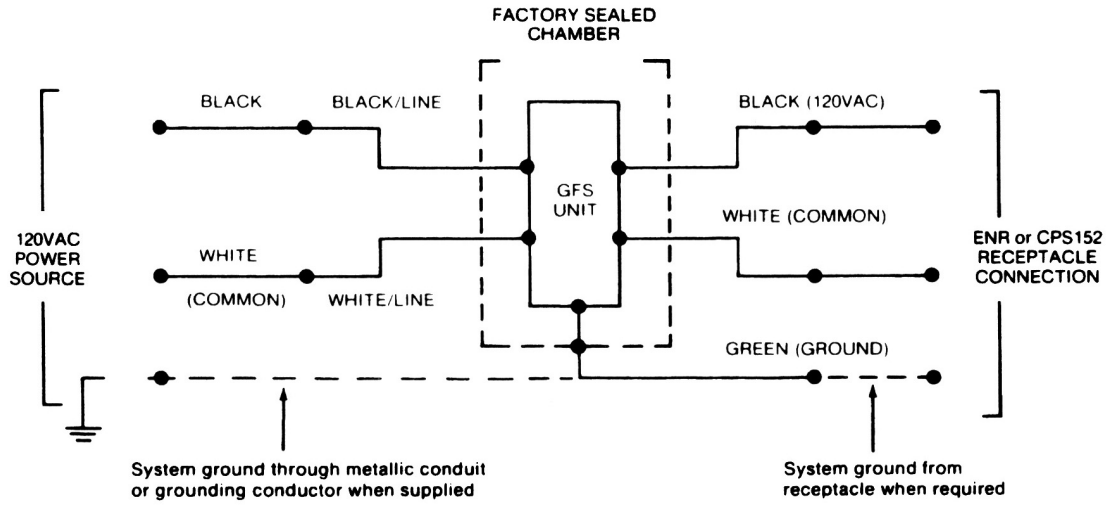 FACTORY SEALED
CHAMBER
BLACK
BLACK/LINE
BLACK (120VAC)
GFS
UNIT
120VAC
POWER
SOURCE
WHITE
(COMMON)
WHITE/LINE
WHITE (COMMON)
ENR or CPS152
RECEPTACLE
CONNECTION
GREEN (GROUND)
System ground through metallic conduit
or grounding conductor when supplied
System ground from
receptacle when required